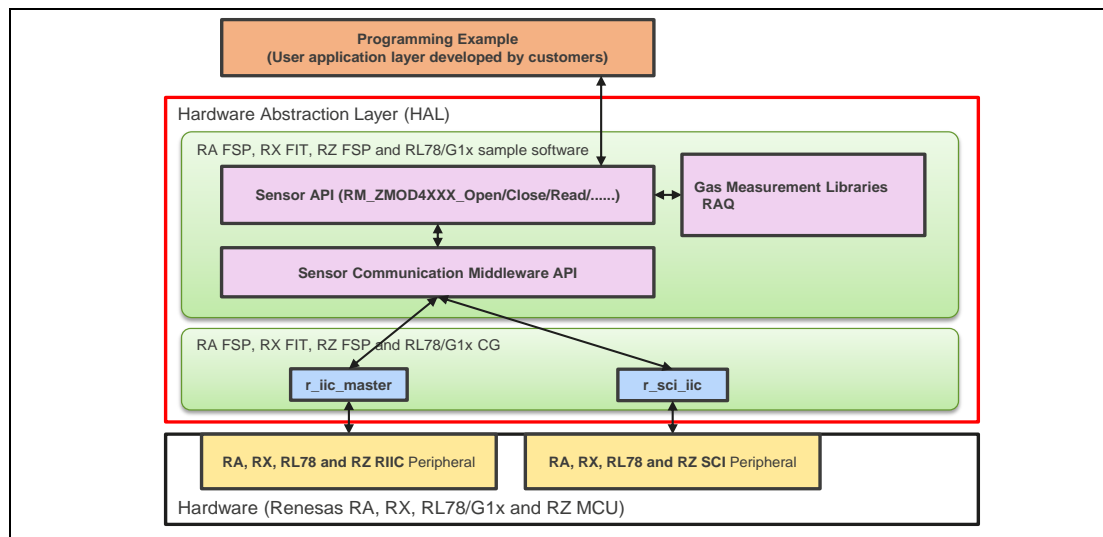 Programming Example
(User application layer developed by customers)
Hardware Abstraction Layer (HAL)
RA FSP, RX FIT, RZ FSP and RL78/G1x sample software
Sensor API (RM_ZMOD4XXX_Open/Close/Read/......)
Gas Measurement Libraries
RAQ
Sensor Communication Middleware API
RA FSP, RX FIT, RZ FSP and RL78/G1x CG
r_iic_master
r_sci_iic
RA, RX, RL78 and RZ RIIC Peripheral
RA, RX, RL78 and RZ SCI Peripheral
Hardware (Renesas RA, RX, RL78/G1x and RZ MCU)